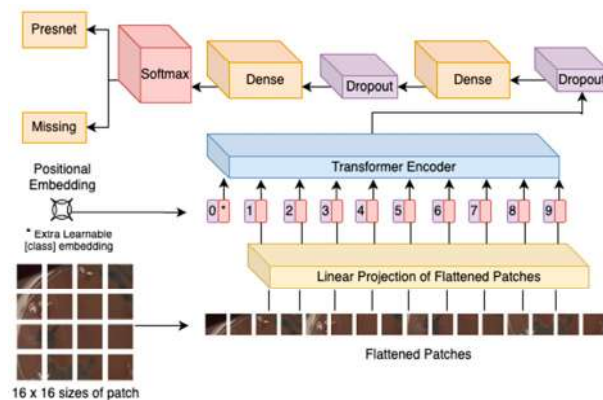 Presnet
Softmax
Dense
Dropout
Dense
Dropout
Missing
Transformer Encoder
Positional
Embedding
0 * 1 2 3 4 5 6 7 8 9
* Extra Learnable
[class] embedding
Linear Projection of Flattened Patches
Flattened Patches
16 x 16 sizes of patch